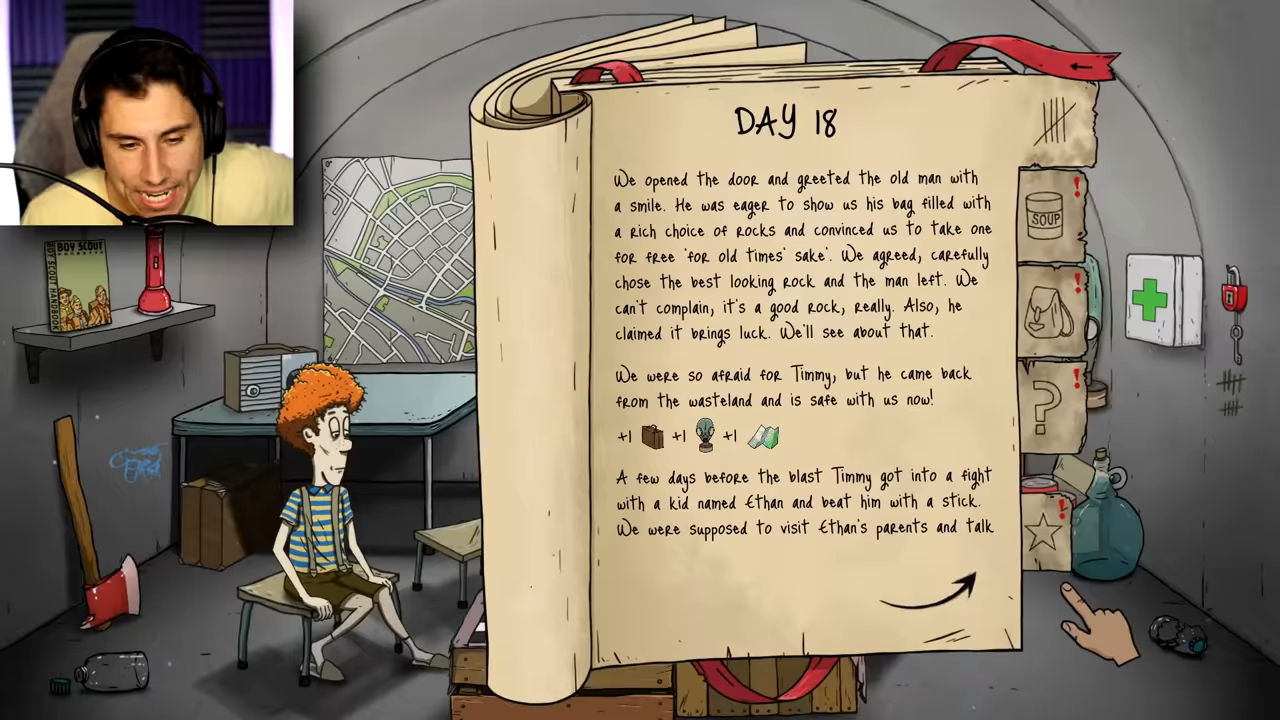 DAY 18
We opened the door and greeted the old man with
a smile. He was eager to show us his bag filled with
a rich choice of rocks and convinced us to take one
for free 'for old times' sake'. We agreed, carefully
chose the best looking rock and the man left. We
can't complain, it's a good rock, really. Also, he
claimed it brings luck. We'll see about that.
We were so afraid for Timmy, but he came back
from the wasteland and is safe with us now!
+1 +1 +1
A few days before the blast Timmy got into a fight
with a kid named Ethan and beat him with a stick.
We were supposed to visit Ethan's parents and talk
SOUP
!
!
?
!
!
BOY SCOUT